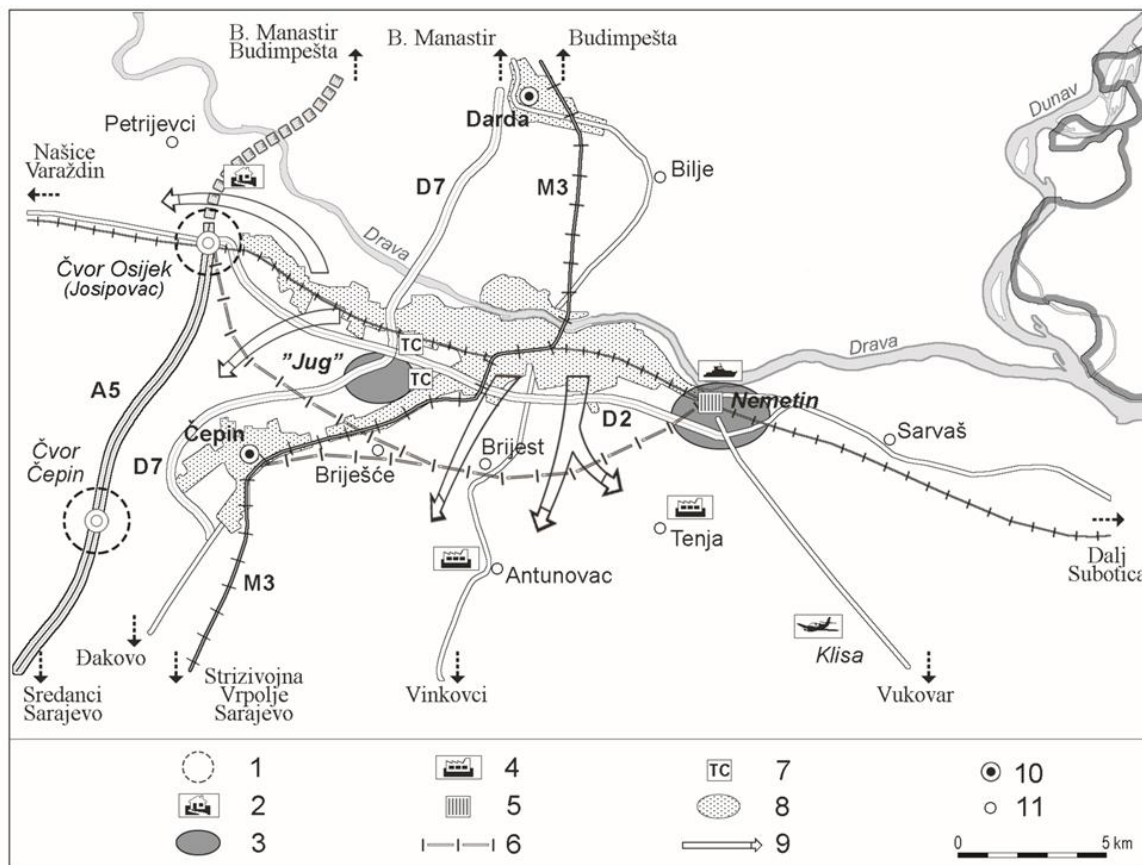 B. Manastir
Budimpešta
B. Manastir
Budimpešta
Dunav
Petrijevci
Darda
Našice
Varaždin
D7
M3
Bilje
Drava
Čvor Osijek
(Josipovac)
TC
Drava
"Jug"
TC
A5
Nemetin
D2
Čepin
Sarvaš
Čvor
Čepin
D7
Briješće
Brijest
Tenja
Dalj
Subotica
M3
Antunovac
Klisa
Đakovo
Sredanci
Sarajevo
Strizivojna
Vrpolje
Sarajevo
Vinkovci
Vukovar
1
4
TC 7
10
2
5
8
11
3
6
9
0 5 km